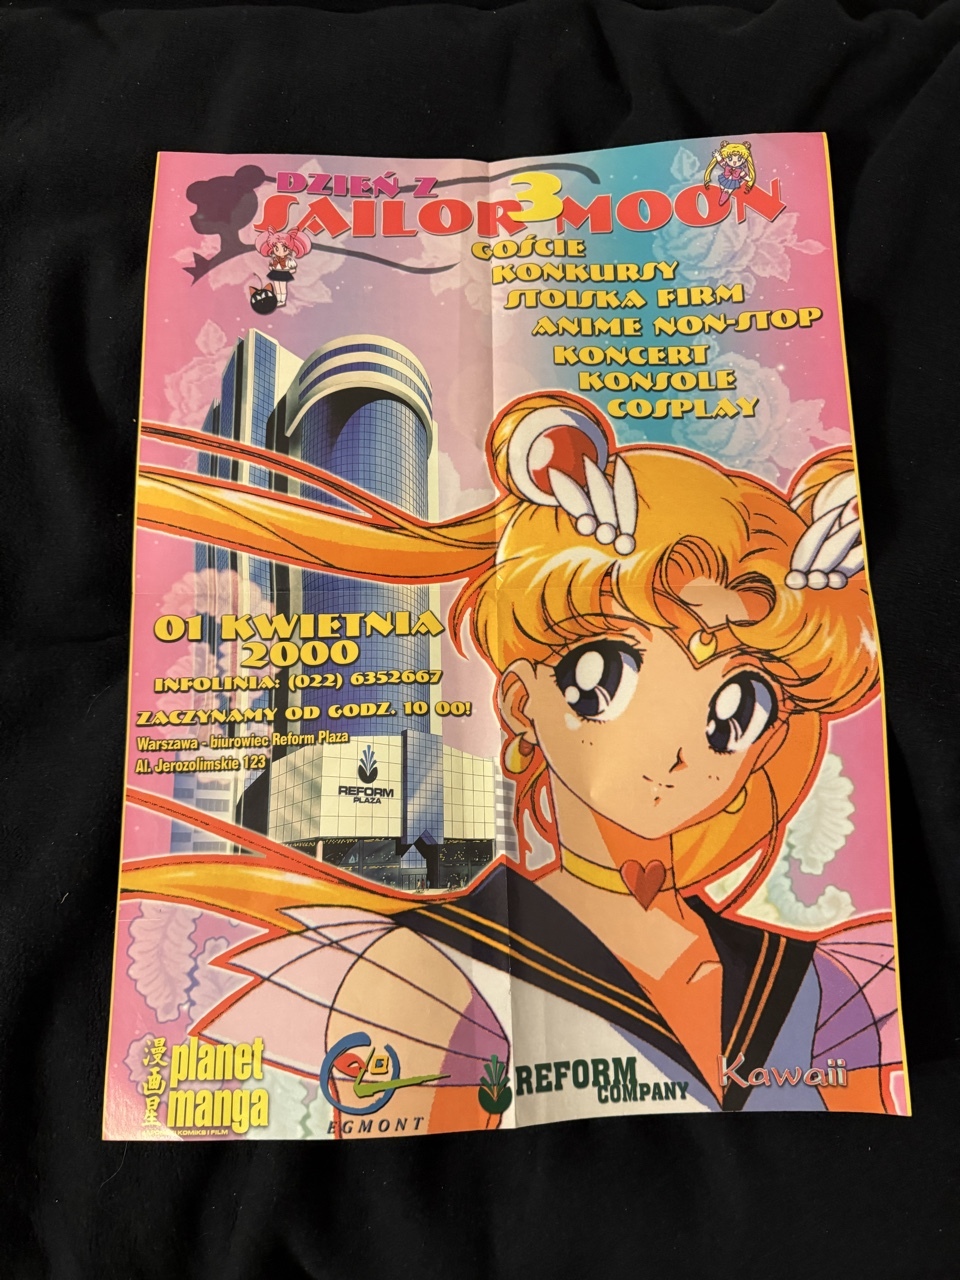 DZIEŃ Z
SAILOR MOON 3
GOŚCIE
KONKURSY
STOISKA FIRM
ANIME NON-STOP
KONCERT
KONSOLE
COSPLAY
01 KWIETNIA
2000
INFOLINIA: (022) 6352667
ZACZYNAMY OD GODZ. 10 00!
Warszawa - biurowiec Reform Plaza
Al. Jerozolimskie 123
REFORM
PLAZA
漫画星
planet
manga
KOMIKS I FILM
EGMONT
REFORM
COMPANY
Kawaii